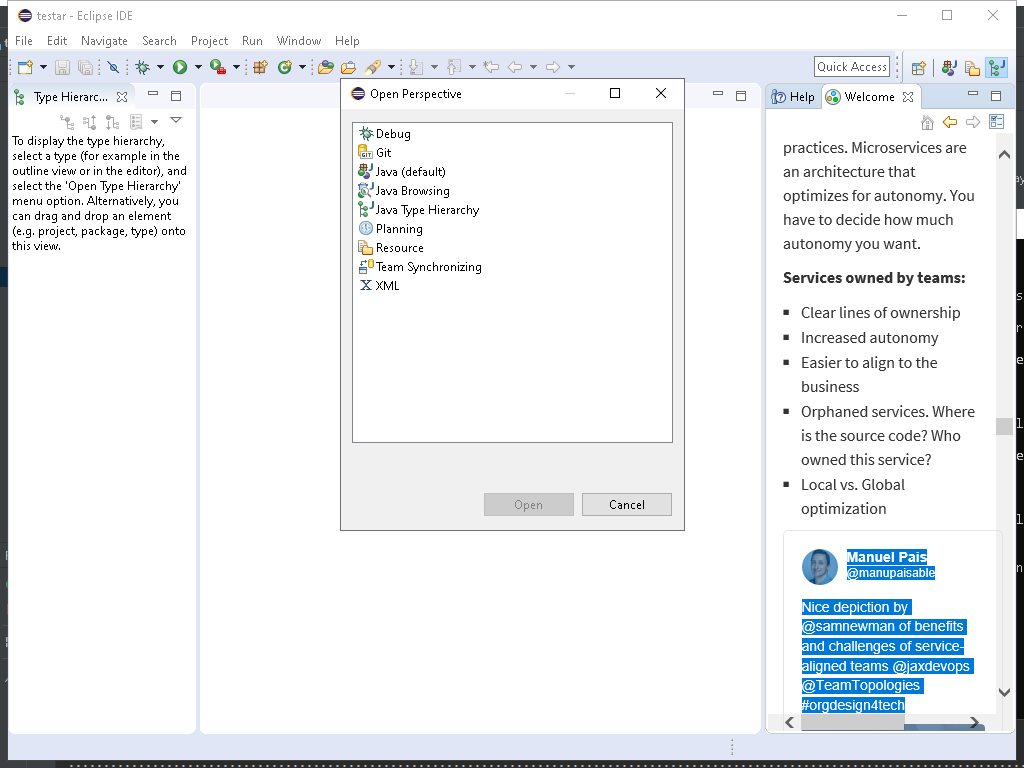 testar - Eclipse IDE
File Edit Navigate Search Project Run Window Help
Quick Access
Type Hierarc...
To display the type hierarchy,
select a type (for example in the
outline view or in the editor), and
select the 'Open Type Hierarchy'
menu option. Alternatively, you
can drag and drop an element
(e.g. project, package, type) onto
this view.
Open Perspective
Debug
Git
Java (default)
Java Browsing
Java Type Hierarchy
Planning
Resource
Team Synchronizing
XML
Open Cancel
Help Welcome
practices. Microservices are
an architecture that
optimizes for autonomy. You
have to decide how much
autonomy you want.
Services owned by teams:
Clear lines of ownership
Increased autonomy
Easier to align to the
business
Orphaned services. Where
is the source code? Who
owned this service?
Local vs. Global
optimization
Manuel Pais
@manupaisable
Nice depiction by
@samnewman of benefits
and challenges of service-
aligned teams @jaxdevops
@TeamTopologies
#orgdesign4tech